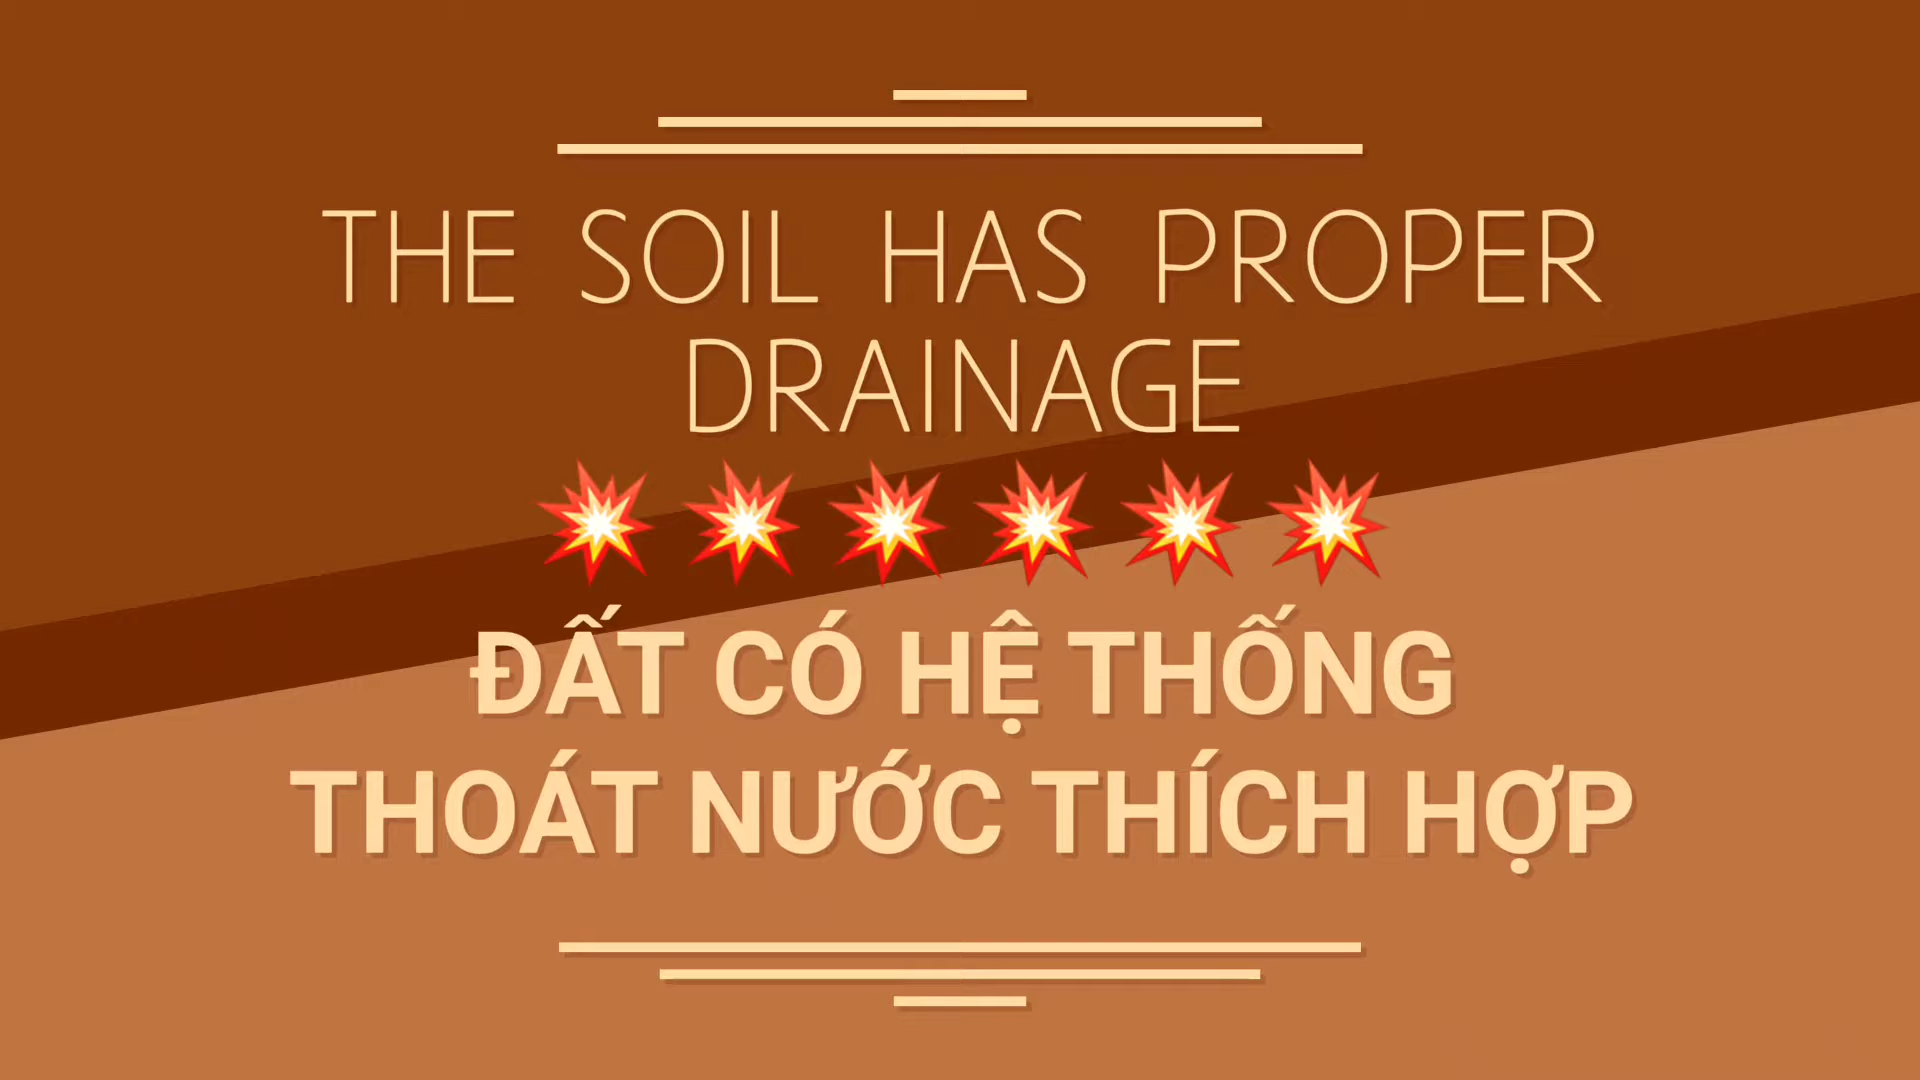 THE SOIL HAS PROPER
DRAINAGE
💥💥💥💥💥💥
ĐẤT CÓ HỆ THỐNG
THOÁT NƯỚC THÍCH HỢP